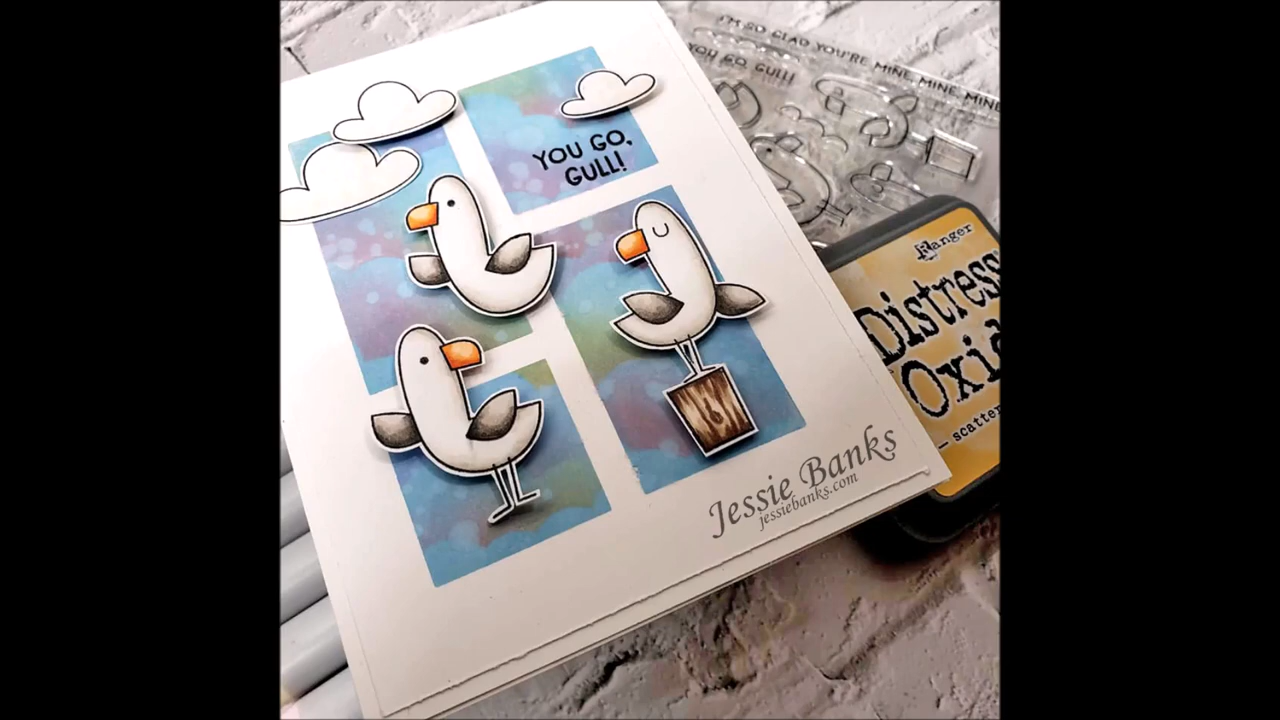 I'M SO GLAD YOU'RE MINE, MINE, MINE
YOU GO, GULL!
YOU GO,
GULL!
Ranger
Distress
Oxid
scatter
Jessie Banks
jessiebanks.com